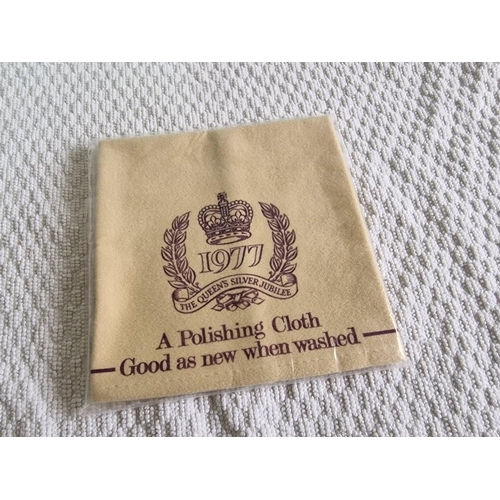 1977
THE QUEEN'S SILVER JUBILEE
A Polishing Cloth
Good as new when washed